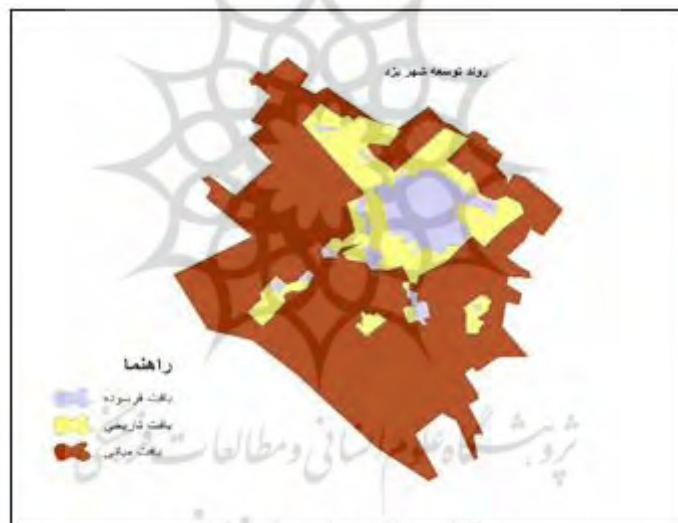 روند توسعه شهر یزد
راهنما
بافت فرسوده
بافت تاریخی
بافت میانی
پژوهشگاه علوم انسانی و مطالعات فرهنگی